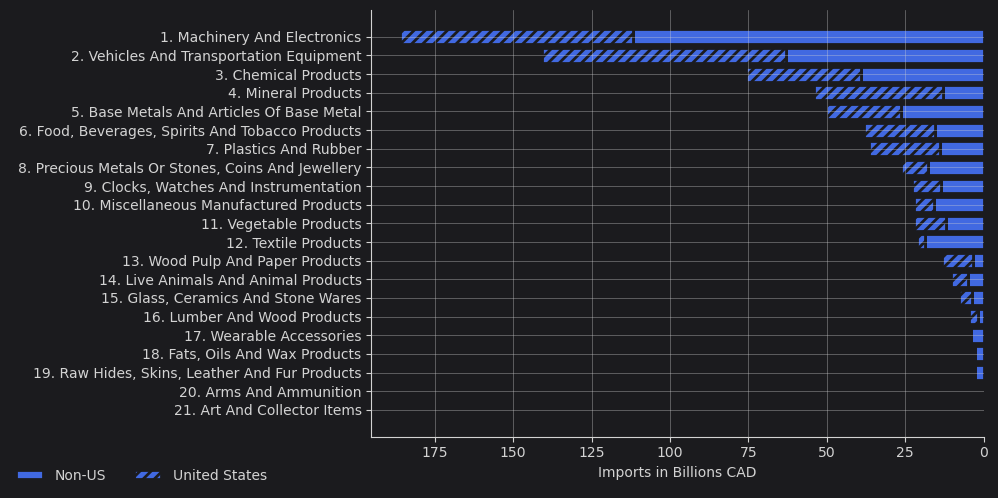 1. Machinery And Electronics
2. Vehicles And Transportation Equipment
3. Chemical Products
4. Mineral Products
5. Base Metals And Articles Of Base Metal
6. Food, Beverages, Spirits And Tobacco Products
7. Plastics And Rubber
8. Precious Metals Or Stones, Coins And Jewellery
9. Clocks, Watches And Instrumentation
10. Miscellaneous Manufactured Products
11. Vegetable Products
12. Textile Products
13. Wood Pulp And Paper Products
14. Live Animals And Animal Products
15. Glass, Ceramics And Stone Wares
16. Lumber And Wood Products
17. Wearable Accessories
18. Fats, Oils And Wax Products
19. Raw Hides, Skins, Leather And Fur Products
20. Arms And Ammunition
21. Art And Collector Items
175 150 125 100 75 50 25 0
Imports in Billions CAD
Non-US United States